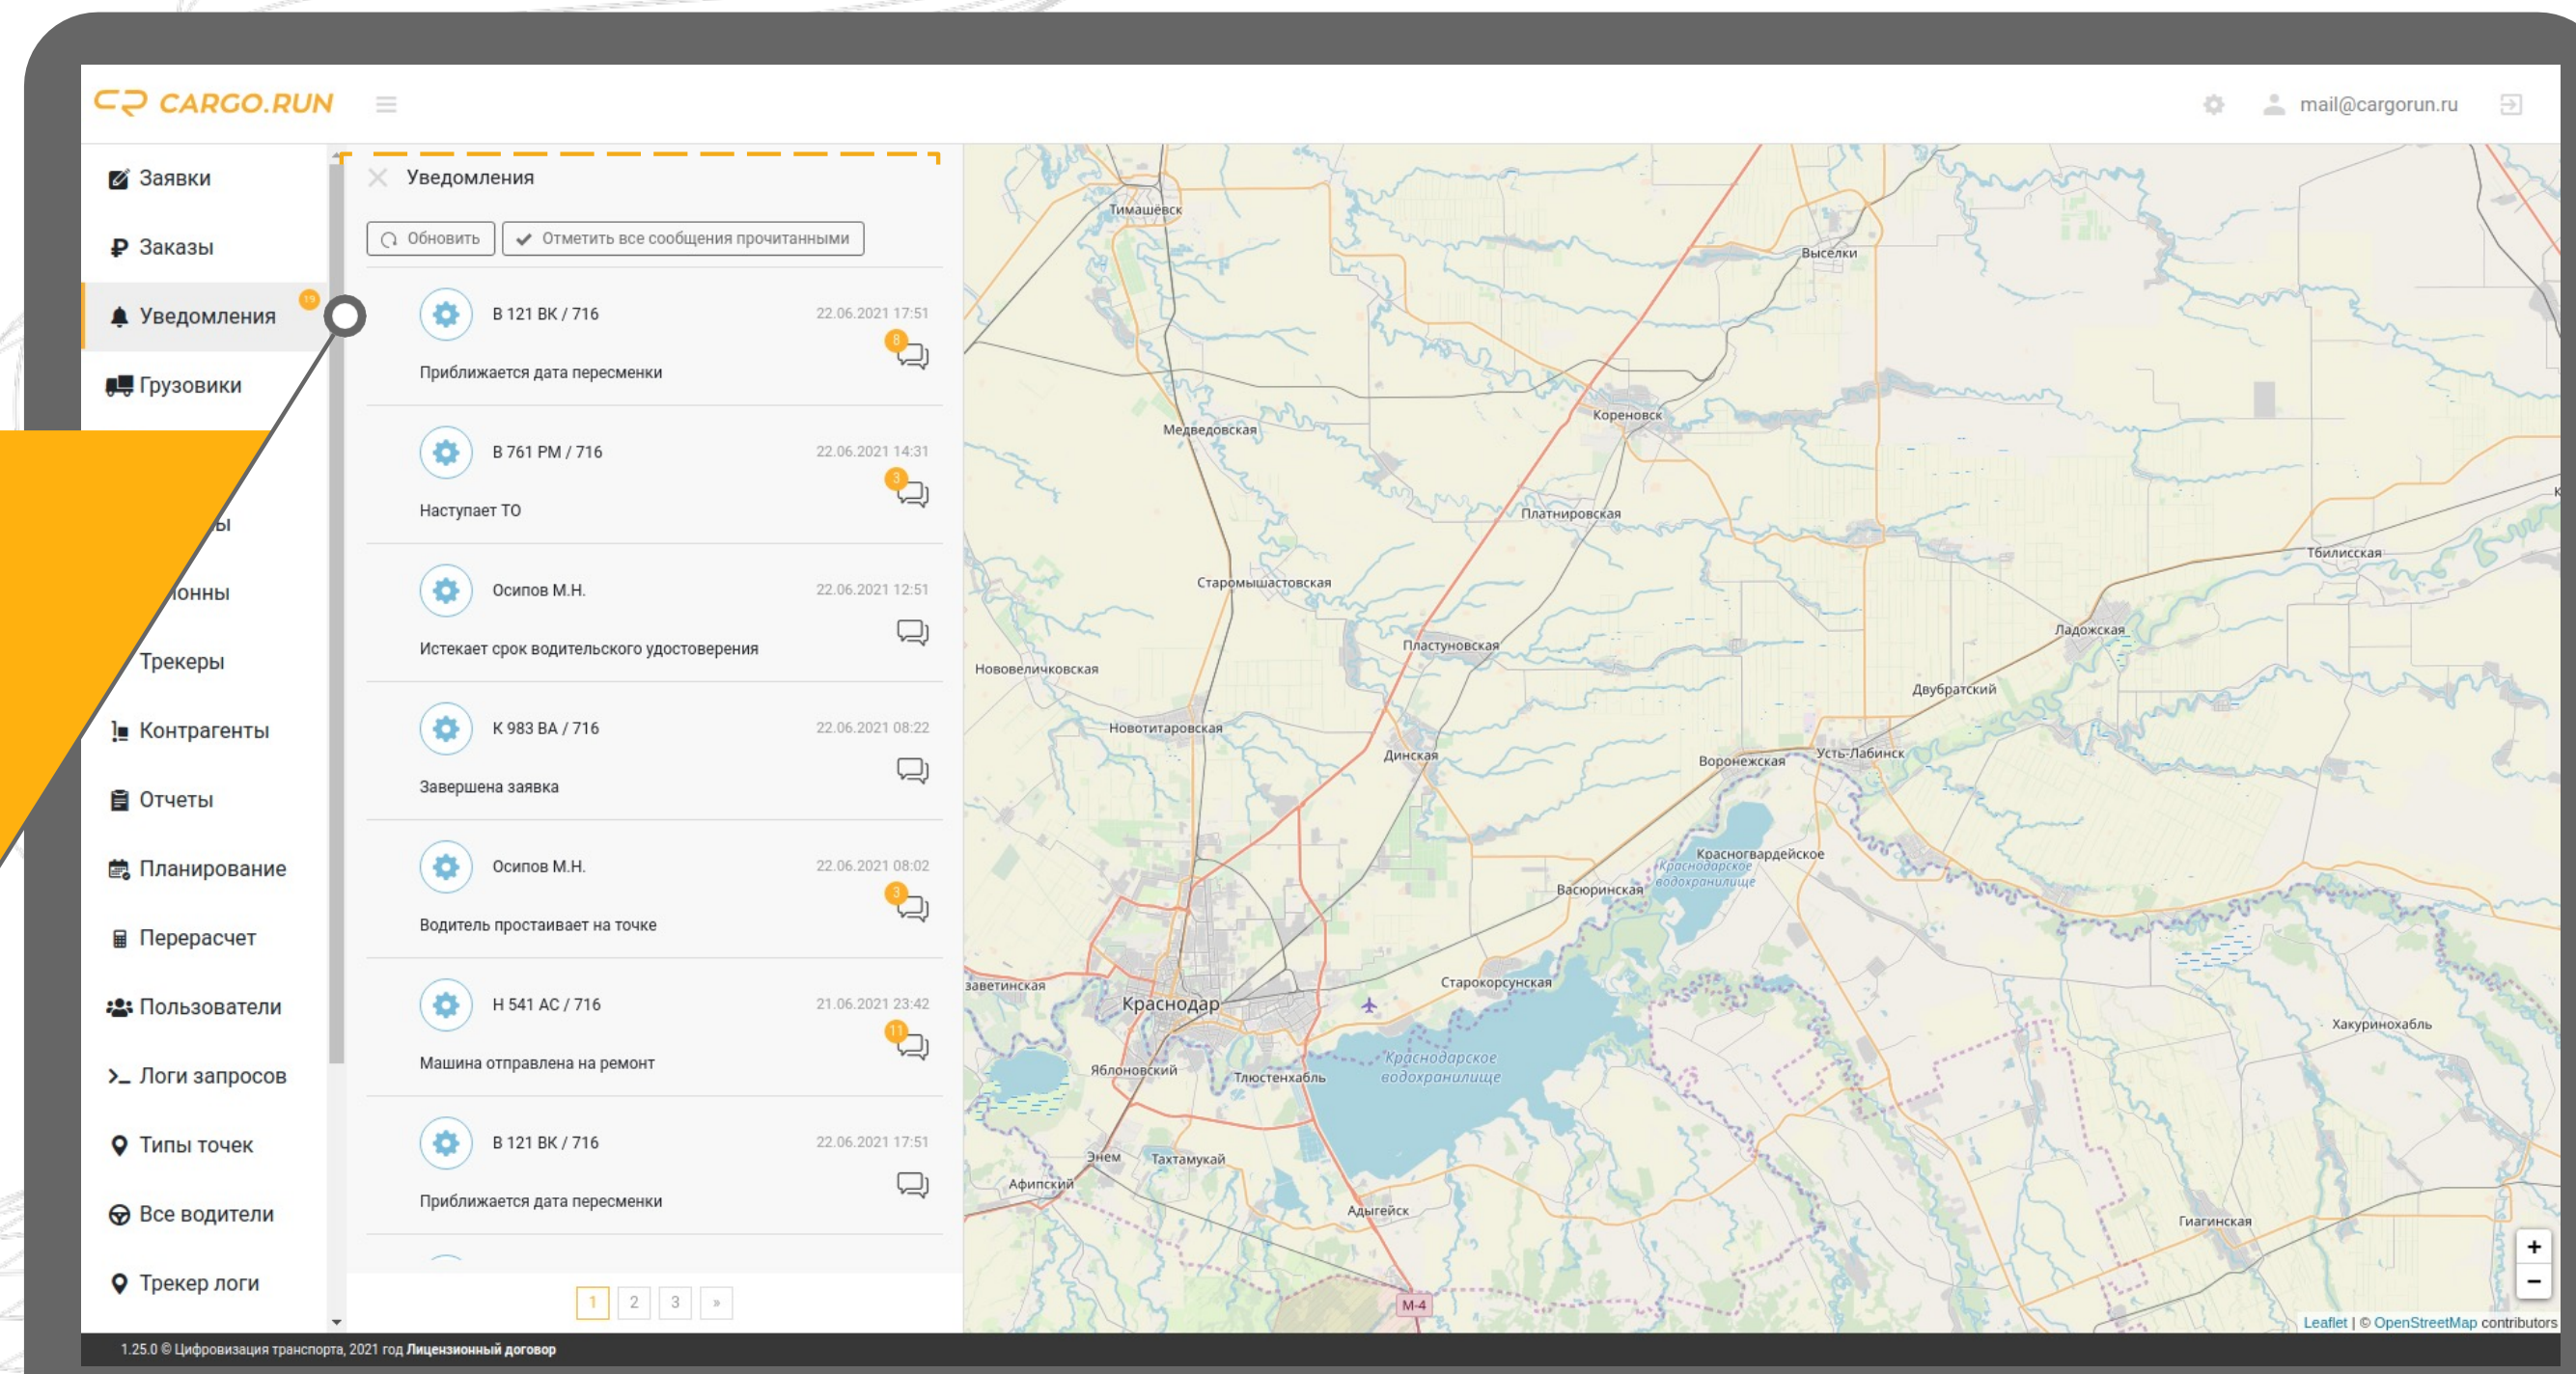 CARGO.RUN
mail@cargorun.ru
Заявки
Заказы
Уведомления 19
Грузовики
Трекеры
Контрагенты
Отчеты
Планирование
Перерасчет
Пользователи
Логи запросов
Типы точек
Все водители
Трекер логи
Уведомления
Обновить
Отметить все сообщения прочитанными
В 121 ВК / 716
22.06.2021 17:51
8
Приближается дата пересменки
В 761 РМ / 716
22.06.2021 14:31
3
Наступает ТО
Осипов М.Н.
22.06.2021 12:51
Истекает срок водительского удостоверения
К 983 ВА / 716
22.06.2021 08:22
Завершена заявка
Осипов М.Н.
22.06.2021 08:02
3
Водитель простаивает на точке
Н 541 АС / 716
21.06.2021 23:42
11
Машина отправлена на ремонт
В 121 ВК / 716
22.06.2021 17:51
Приближается дата пересменки
1 2 3 »
Тимашёвск
Выселки
Кореновск
Медведовская
Платнировская
Тбилисская
Старомышастовская
Ладожская
Пластуновская
Нововеличковская
Двубратский
Новотитаровская
Динская
Воронежская
Усть-Лабинск
Красногвардейское
Краснодарское
водохранилище
Васюринская
Старокорсунская
заветинская
Краснодар
Хакуринохабль
Краснодарское
водохранилище
Яблоновский
Тлюстенхабль
Энем
Тахтамукай
Афипский
Адыгейск
Гиагинская
М-4
+
−
Leaflet | © OpenStreetMap contributors
1.25.0 © Цифровизация транспорта, 2021 год Лицензионный договор